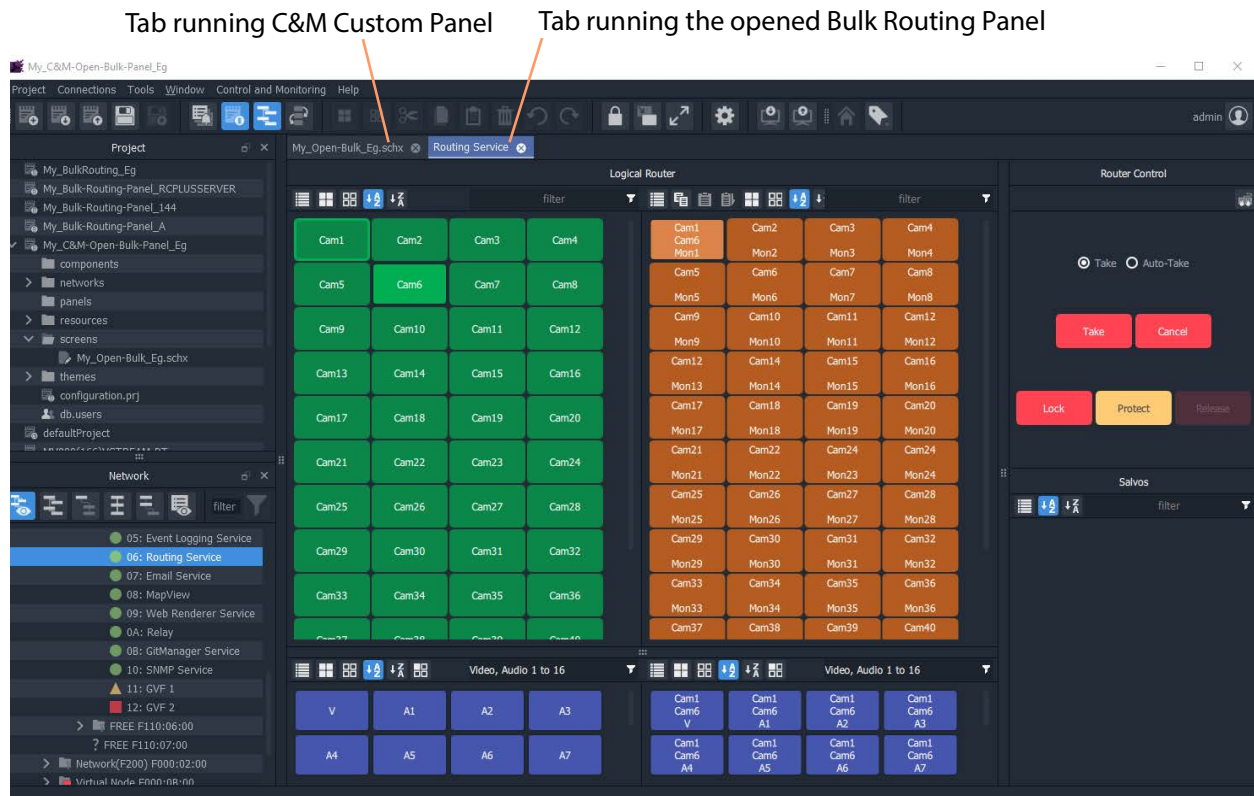 Tab running C&M Custom Panel Tab running the opened Bulk Routing Panel
My_C&M-Open-Bulk-Panel_Eg
Project Connections Tools Window Control and Monitoring Help
admin
Project
My_Open-Bulk_Eg.schx Routing Service
My_BulkRouting_Eg
My_Bulk-Routing-Panel_RCPLUSSERVER
My_Bulk-Routing-Panel_144
My_Bulk-Routing-Panel_A
My_C&M-Open-Bulk-Panel_Eg
components
networks
panels
resources
screens
My_Open-Bulk_Eg.schx
themes
configuration.prj
db.users
defaultProject
Network
filter
05: Event Logging Service
06: Routing Service
07: Email Service
08: MapView
09: Web Renderer Service
0A: Relay
0B: GitManager Service
10: SNMP Service
11: GVF 1
12: GVF 2
FREE F110:06:00
? FREE F110:07:00
Network(F200) F000:02:00
Virtual Node F000:0B:00
Logical Router
filter
Cam1 Cam2 Cam3 Cam4
Cam5 Cam6 Cam7 Cam8
Cam9 Cam10 Cam11 Cam12
Cam13 Cam14 Cam15 Cam16
Cam17 Cam18 Cam19 Cam20
Cam21 Cam22 Cam23 Cam24
Cam25 Cam26 Cam27 Cam28
Cam29 Cam30 Cam31 Cam32
Cam33 Cam34 Cam35 Cam36
Cam37 Cam38 Cam39 Cam40
filter
Cam1 Cam2 Cam3 Cam4
Cam6
Mon1 Mon2 Mon3 Mon4
Cam5 Cam6 Cam7 Cam8
Mon5 Mon6 Mon7 Mon8
Cam9 Cam10 Cam11 Cam12
Mon9 Mon10 Mon11 Mon12
Cam12 Cam14 Cam15 Cam16
Mon13 Mon14 Mon15 Mon16
Cam17 Cam18 Cam19 Cam20
Mon17 Mon18 Mon19 Mon20
Cam21 Cam22 Cam24 Cam24
Mon21 Mon22 Mon23 Mon24
Cam25 Cam26 Cam27 Cam28
Mon25 Mon26 Mon27 Mon28
Cam29 Cam30 Cam31 Cam32
Mon29 Mon30 Mon31 Mon32
Cam33 Cam34 Cam35 Cam36
Mon33 Mon34 Mon35 Mon36
Cam37 Cam38 Cam39 Cam40
Video, Audio 1 to 16
V A1 A2 A3
A4 A5 A6 A7
Video, Audio 1 to 16
Cam1 Cam1 Cam1 Cam1
Cam6 Cam6 Cam6 Cam6
V A1 A2 A3
Cam1 Cam1 Cam1 Cam1
Cam6 Cam6 Cam6 Cam6
A4 A5 A6 A7
Router Control
Take Auto-Take
Take Cancel
Lock Protect Release
Salvos
filter